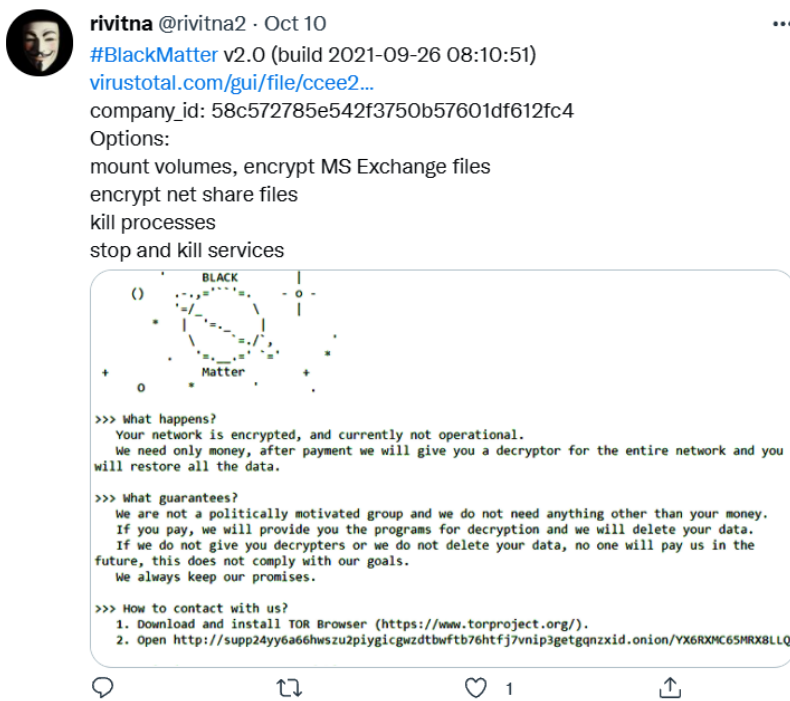 rivitna @rivitna2 · Oct 10
#BlackMatter v2.0 (build 2021-09-26 08:10:51)
virustotal.com/gui/file/ccee2...
company_id: 58c572785e542f3750b57601df612fc4
Options:
mount volumes, encrypt MS Exchange files
encrypt net share files
kill processes
stop and kill services
BLACK
Matter
>>> What happens?
Your network is encrypted, and currently not operational.
We need only money, after payment we will give you a decryptor for the entire network and you
will restore all the data.
>>> What guarantees?
We are not a politically motivated group and we do not need anything other than your money.
If you pay, we will provide you the programs for decryption and we will delete your data.
If we do not give you decrypters or we do not delete your data, no one will pay us in the
future, this does not comply with our goals.
We always keep our promises.
>>> How to contact with us?
1. Download and install TOR Browser (https://www.torproject.org/).
2. Open http://supp24yy6a66hwszu2piygicgwzdtbwftb76htfj7vnip3getgqnzxid.onion/YX6RXMC65MRX8LLQ
1